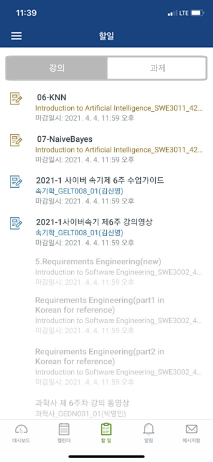 11:39
LTE
할일
강의
과제
06-KNN
Introduction to Artificial Intelligence_SWE3011_42...
마감일시: 2021. 4. 4. 11:59 오후
07-NaiveBayes
Introduction to Artificial Intelligence_SWE3011_42...
마감일시: 2021. 4. 4. 11:59 오후
2021-1 사이버 속기제 6주 수업가이드
속기학_GELT008_01(김신영)
마감일시: 2021. 4. 4. 11:59 오후
2021-1사이버속기 제6주 강의영상
속기학_GELT008_01(김신영)
마감일시: 2021. 4. 4. 11:59 오후
5.Requirements Engineering(new)
Introduction to Software Engineering_SWE3002_4...
마감일시: 2021. 4. 4. 11:59 오후
Requirements Engineering(part1 in
Korean for reference)
Introduction to Software Engineering_SWE3002_4...
마감일시: 2021. 4. 4. 11:59 오후
Requirements Engineering(part2 in
Korean for reference)
Introduction to Software Engineering_SWE3002_4...
마감일시: 2021. 4. 4. 11:59 오후
과학사 제 6주차 강의 동영상
과학사_GEDN001_01(박영민)
대시보드
캘린더
할 일
알림
메시지함